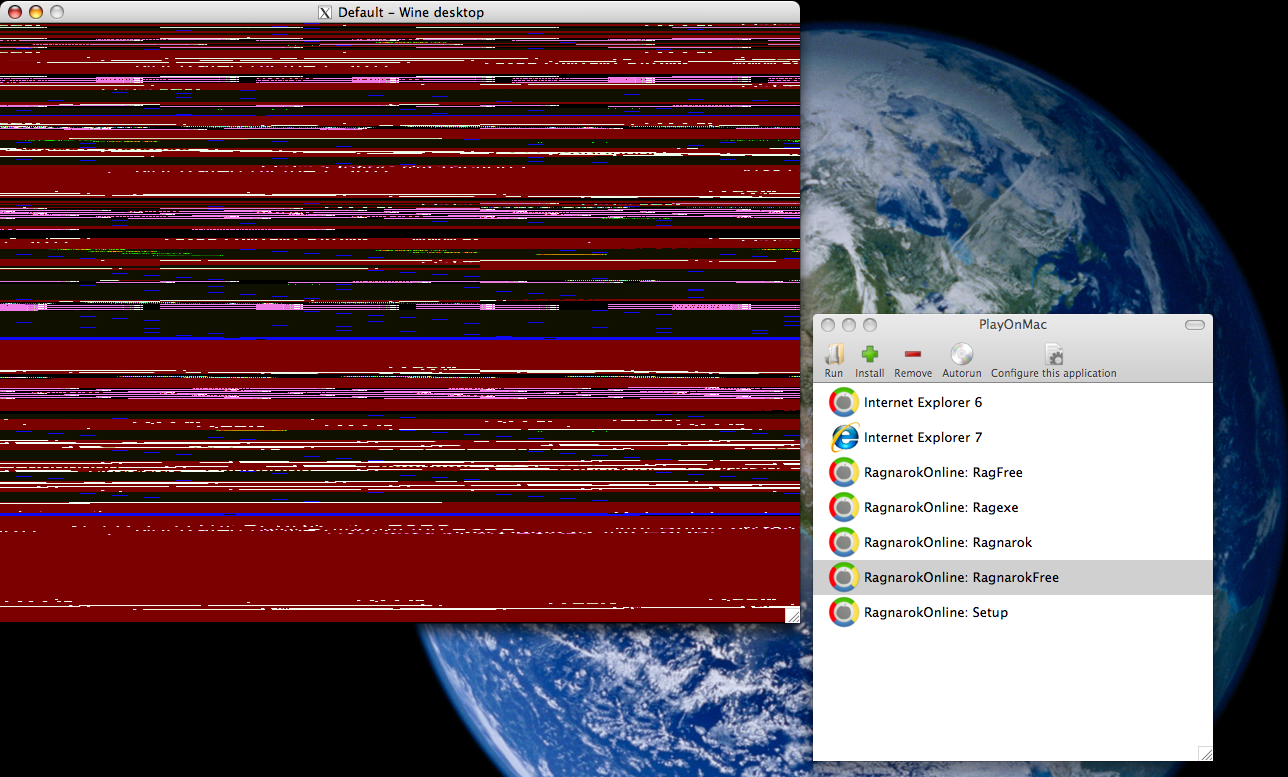 Default - Wine desktop
PlayOnMac
Run Install Remove Autorun Configure this application
Internet Explorer 6
Internet Explorer 7
RagnarokOnline: RagFree
RagnarokOnline: Ragexe
RagnarokOnline: Ragnarok
RagnarokOnline: RagnarokFree
RagnarokOnline: Setup